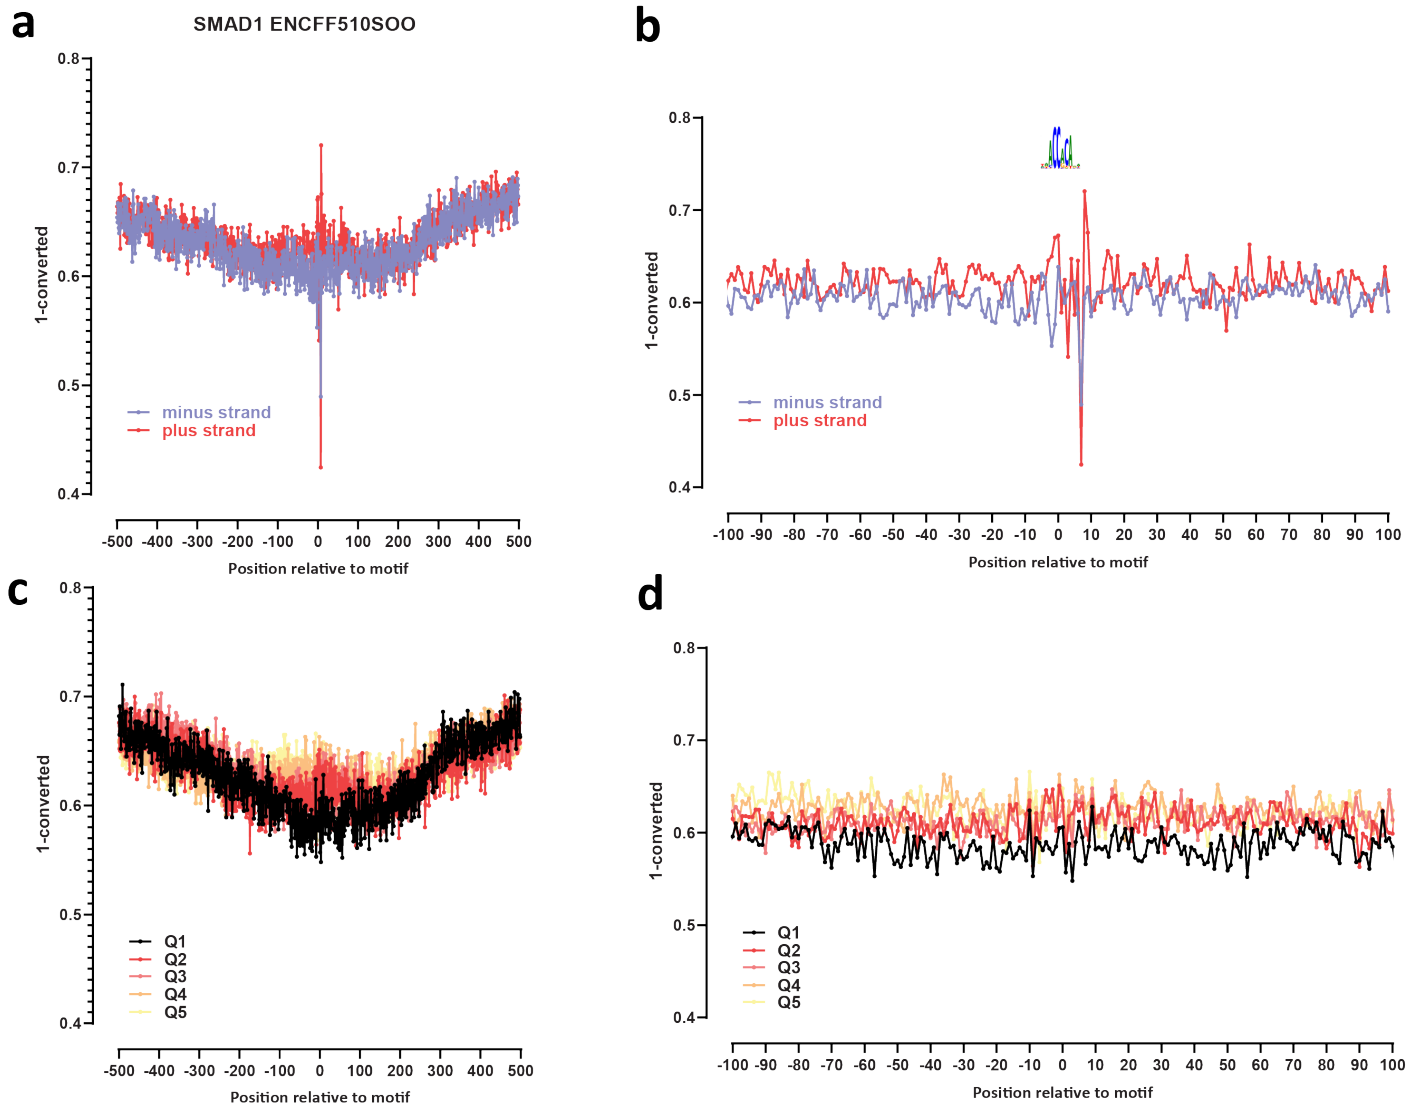 a
SMAD1 ENCFF510SOO
0.8
0.7
0.6
0.5
0.4
1-converted
minus strand
plus strand
-500 -400 -300 -200 -100 0 100 200 300 400 500
Position relative to motif
b
0.8
0.7
0.6
0.5
0.4
1-converted
CC C
minus strand
plus strand
-100 -90 -80 -70 -60 -50 -40 -30 -20 -10 0 10 20 30 40 50 60 70 80 90 100
Position relative to motif
c
0.8
0.7
0.6
0.5
0.4
1-converted
Q1
Q2
Q3
Q4
Q5
-500 -400 -300 -200 -100 0 100 200 300 400 500
Position relative to motif
d
0.8
0.7
0.6
0.5
0.4
1-converted
Q1
Q2
Q3
Q4
Q5
-100 -90 -80 -70 -60 -50 -40 -30 -20 -10 0 10 20 30 40 50 60 70 80 90 100
Position relative to motif